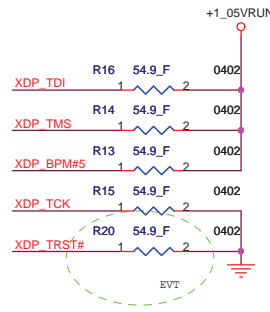 +1_05VRUN
R16 54.9_F 0402
XDP_TDI 1 2
R14 54.9_F 0402
XDP_TMS 1 2
R13 54.9_F 0402
XDP_BPM#5 1 2
R15 54.9_F 0402
XDP_TCK 1 2
R20 54.9_F 0402
XDP_TRST# 1 2
EVT